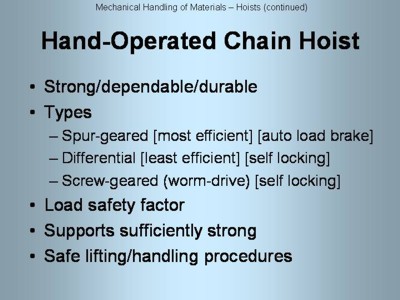 Mechanical Handling of Materials – Hoists (continued)
Hand-Operated Chain Hoist
• Strong/dependable/durable
• Types
– Spur-geared [most efficient] [auto load brake]
– Differential [least efficient] [self locking]
– Screw-geared (worm-drive) [self locking]
• Load safety factor
• Supports sufficiently strong
• Safe lifting/handling procedures